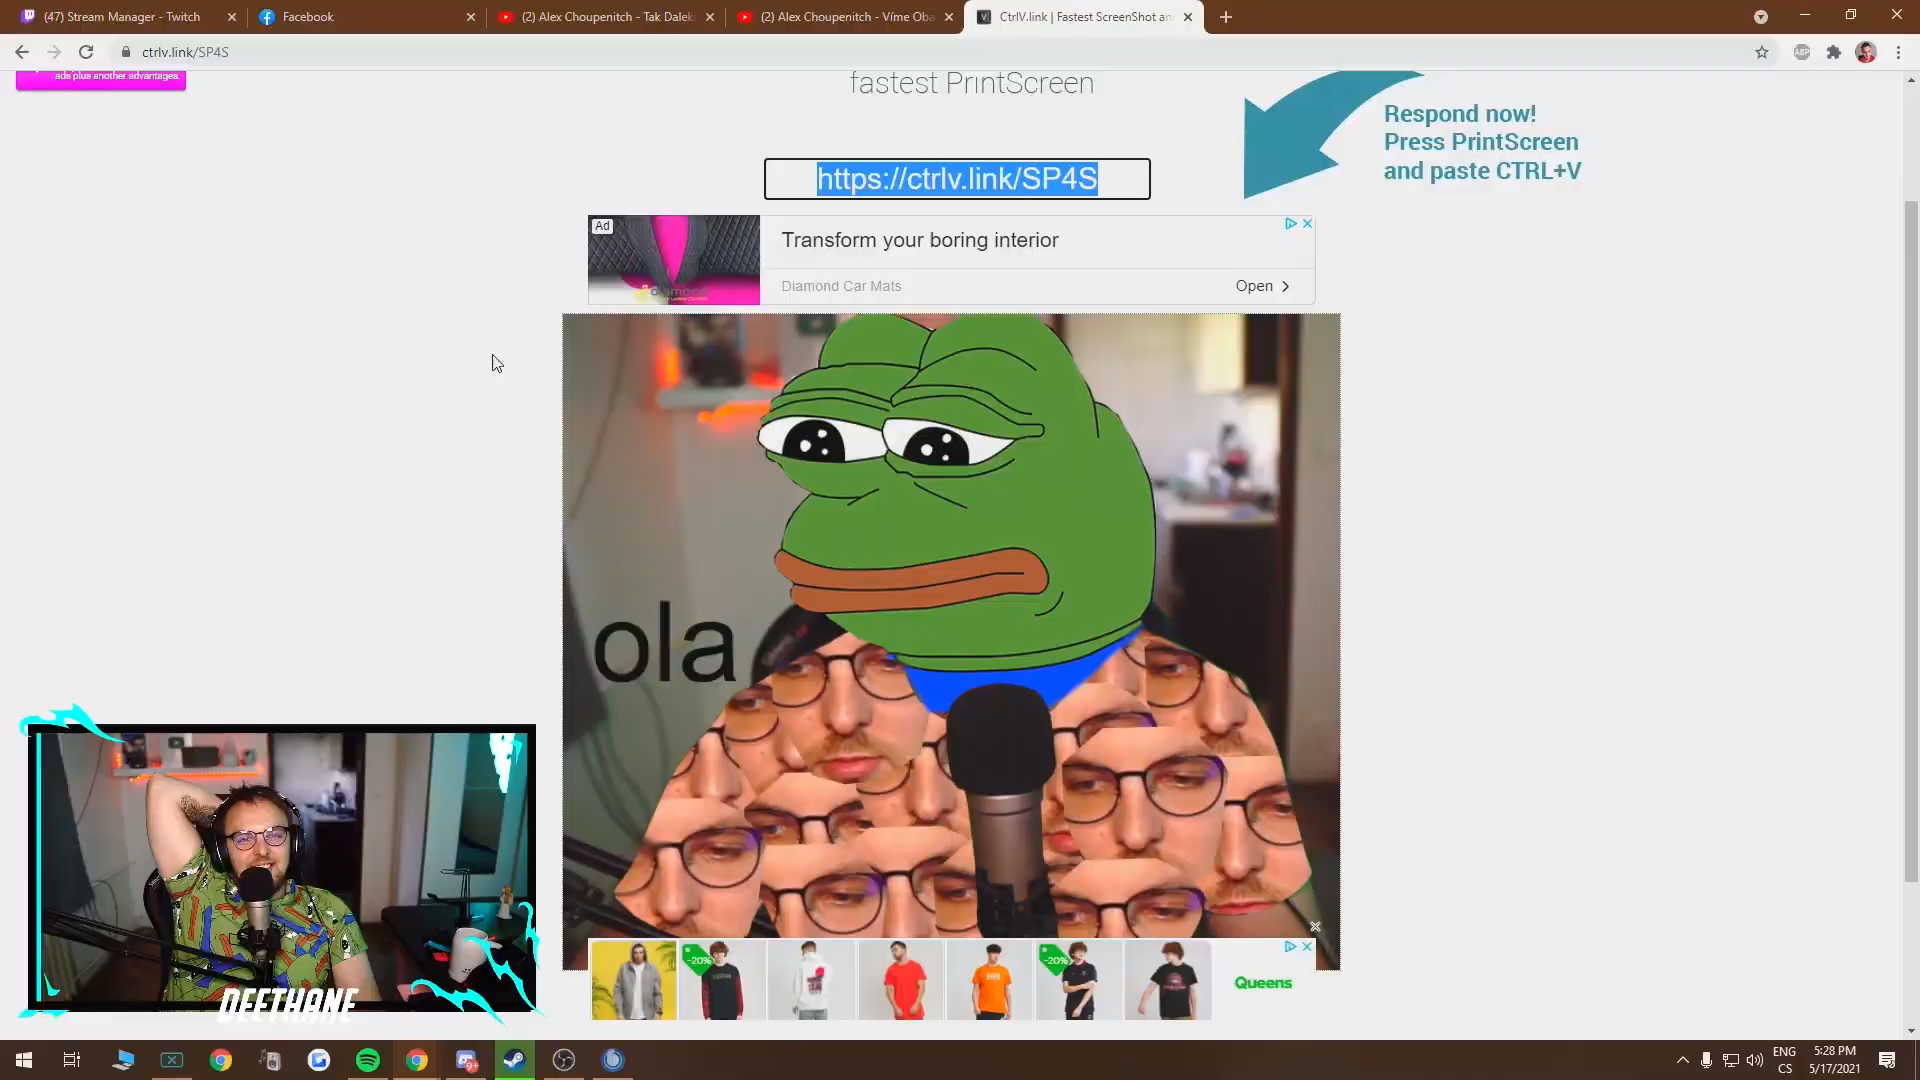 (47) Stream Manager - Twitch
Facebook
(2) Alex Choupenitch - Tak Dalek
(2) Alex Choupenitch - Víme Oba
CtrlV.link | Fastest ScreenShot an
ctrlv.link/SP4S
ABP
ads plus another advantages.
fastest PrintScreen
Respond now!
Press PrintScreen
and paste CTRL+V
https://ctrlv.link/SP4S
Ad
Transform your boring interior
Diamond Car Mats
Open
ola
DEETHANE
-20%
-20%
Queens
9+
ENG
CS
5:28 PM
5/17/2021